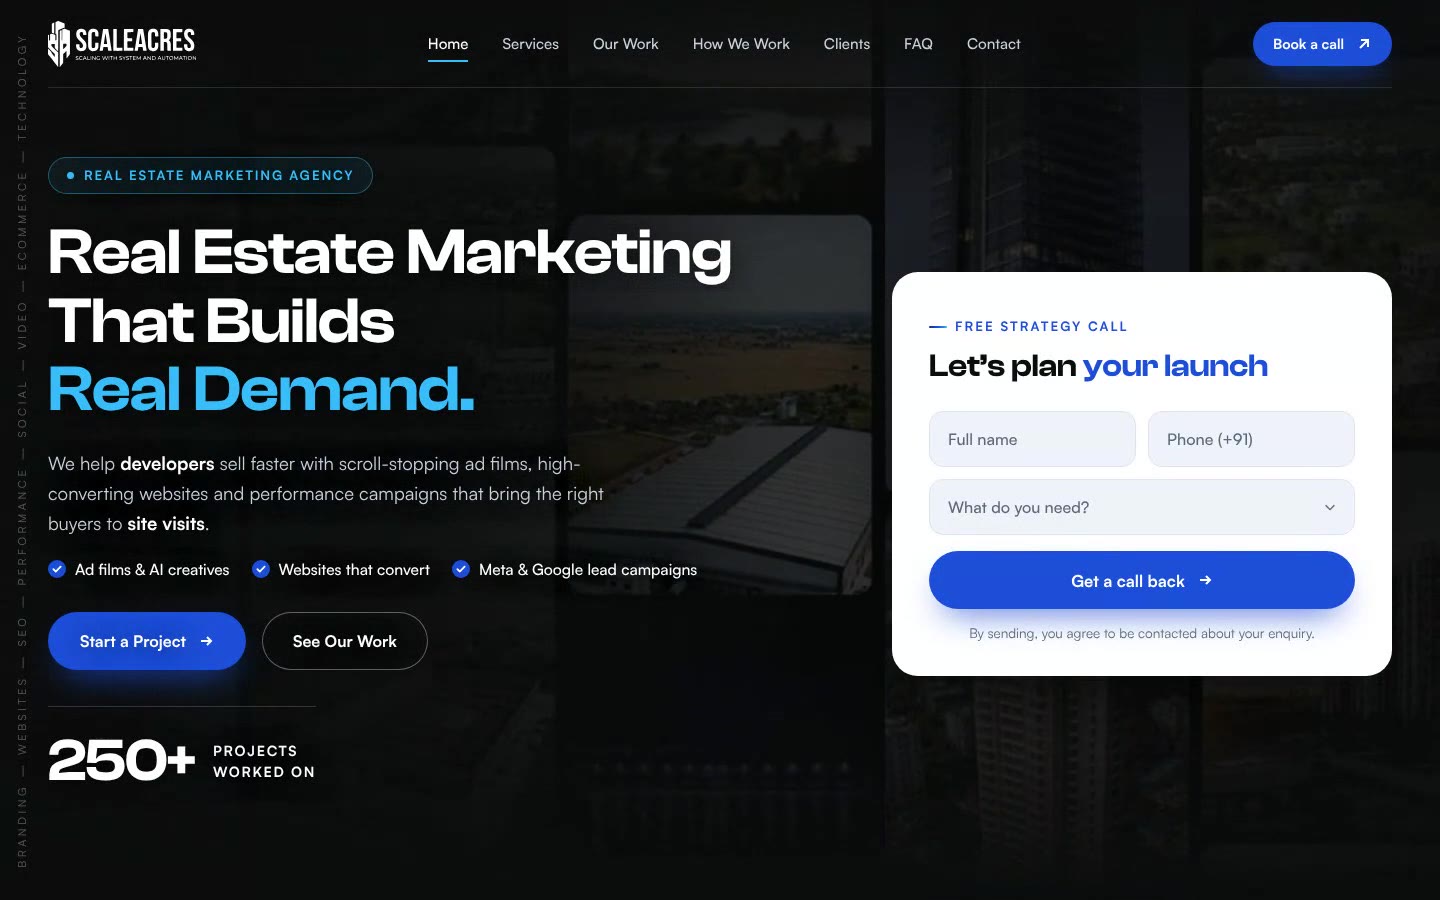 SCALEACRES
SCALING WITH SYSTEM AND AUTOMATION
Home
Services
Our Work
How We Work
Clients
FAQ
Contact
Book a call
BRANDING — WEBSITES — SEO — PERFORMANCE — SOCIAL — VIDEO — ECOMMERCE — TECHNOLOGY
REAL ESTATE MARKETING AGENCY
Real Estate Marketing
That Builds
Real Demand.
We help developers sell faster with scroll-stopping ad films, high-
converting websites and performance campaigns that bring the right
buyers to site visits.
Ad films & AI creatives
Websites that convert
Meta & Google lead campaigns
Start a Project
See Our Work
250+
PROJECTS
WORKED ON
FREE STRATEGY CALL
Let’s plan your launch
Full name
Phone (+91)
What do you need?
Get a call back
By sending, you agree to be contacted about your enquiry.